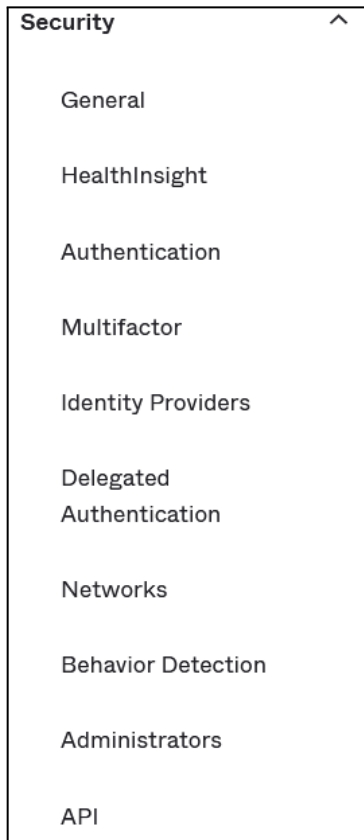 Security
General
HealthInsight
Authentication
Multifactor
Identity Providers
Delegated
Authentication
Networks
Behavior Detection
Administrators
API